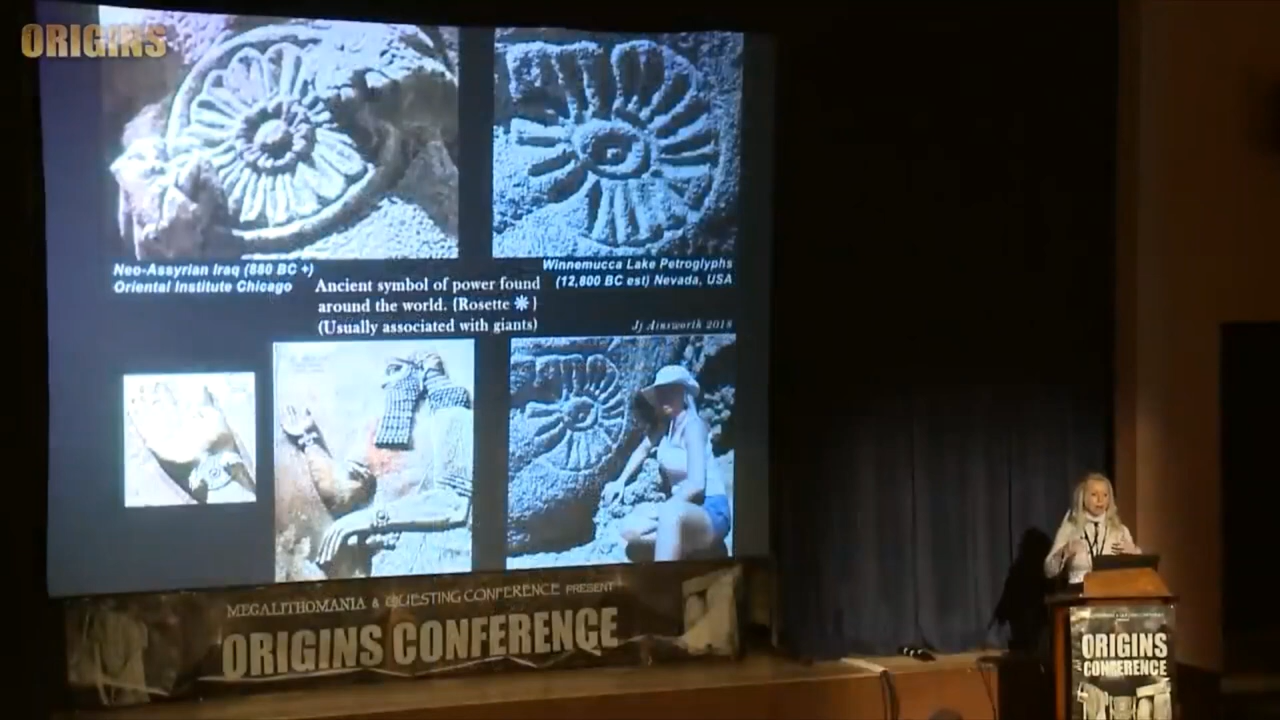 ORIGINS
Neo-Assyrian Iraq (880 BC +)
Oriental Institute Chicago
Winnemucca Lake Petroglyphs
(12,800 BC est) Nevada, USA
Ancient symbol of power found
around the world. {Rosette ⁕ }
(Usually associated with giants)
Jj Ainsworth 2018
MEGALITHOMANIA & QUESTING CONFERENCE PRESENT
ORIGINS CONFERENCE
ORIGINS
CONFERENCE